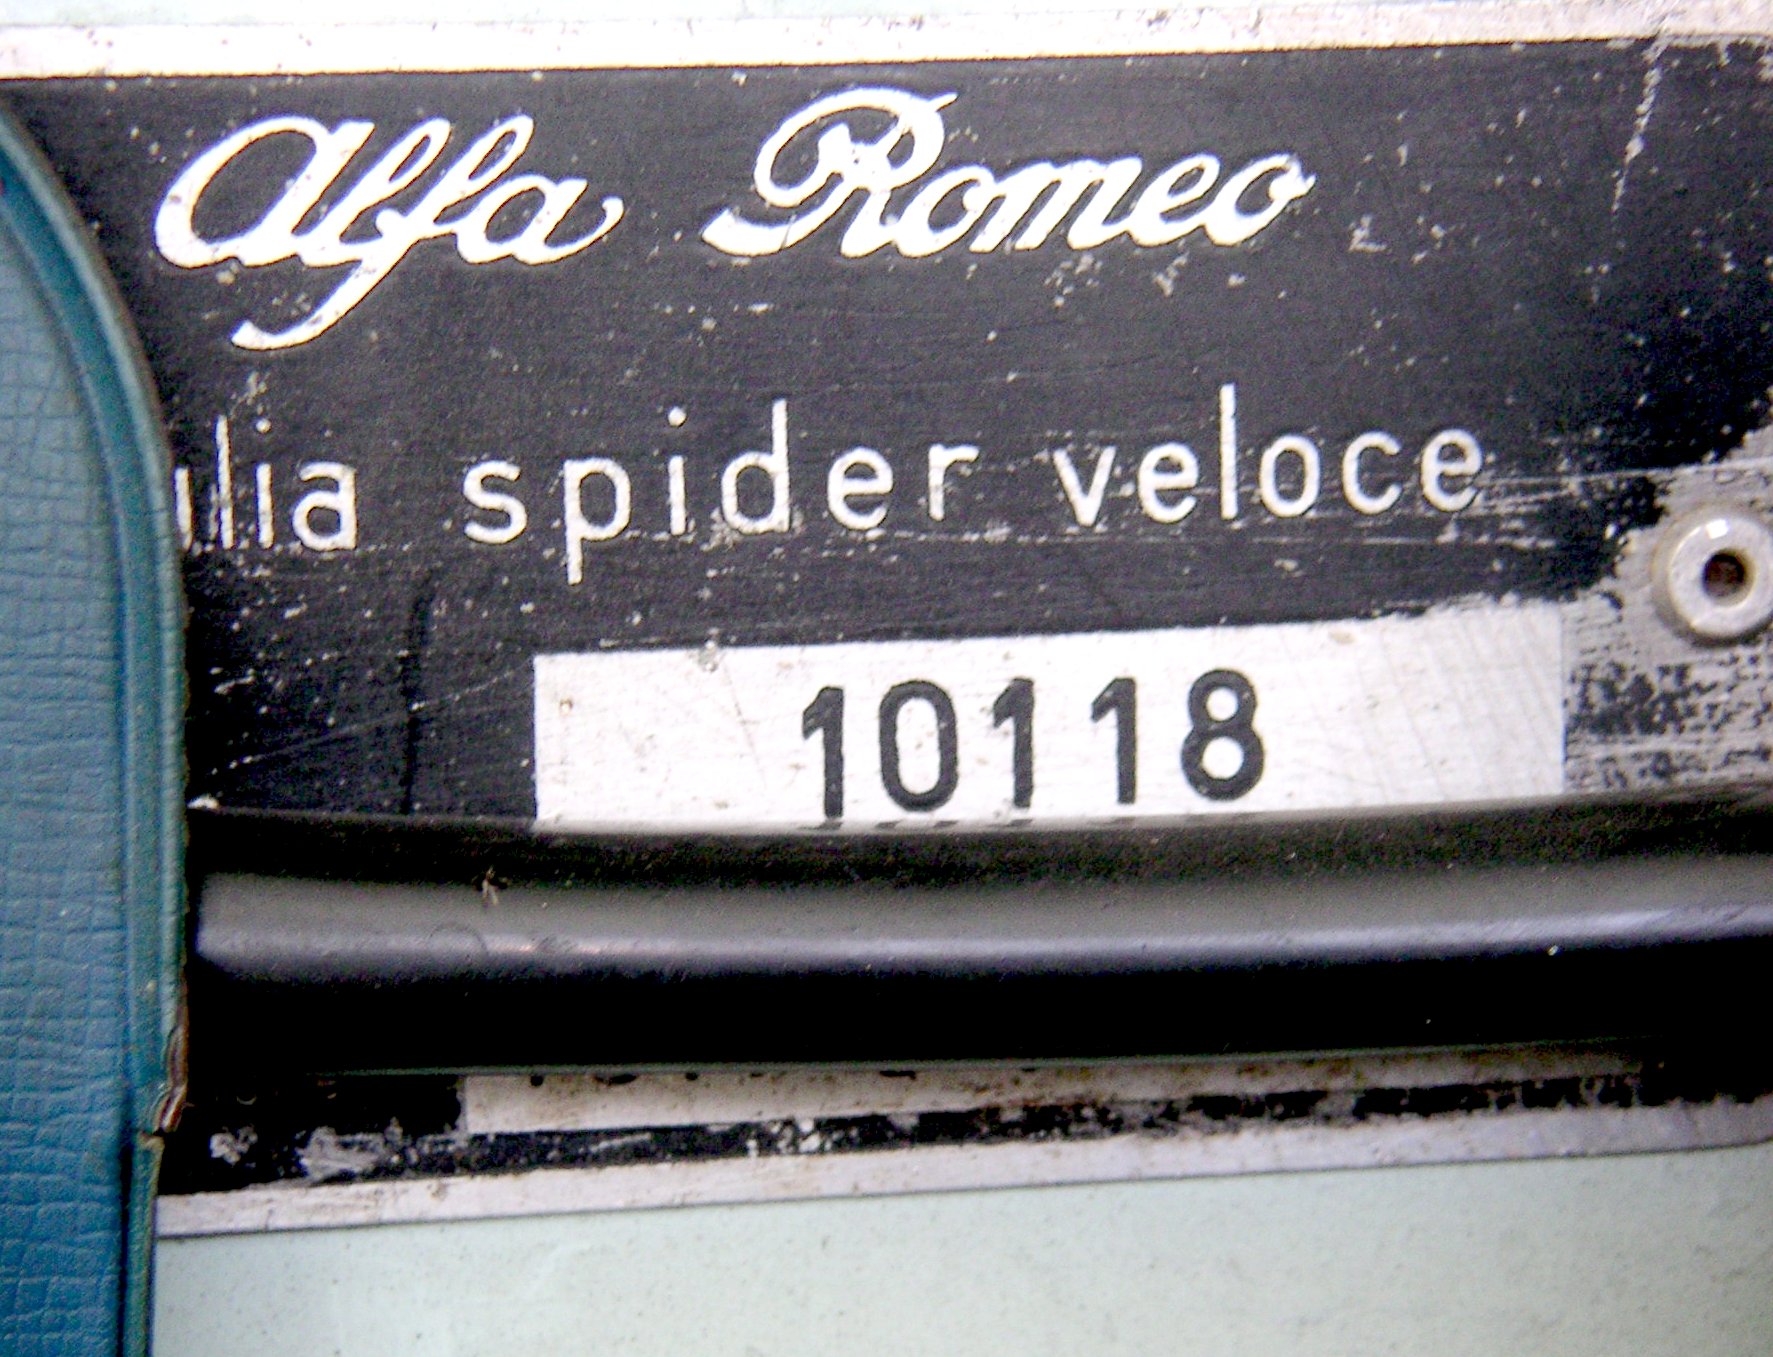 Alfa Romeo
ulia spider veloce
10118